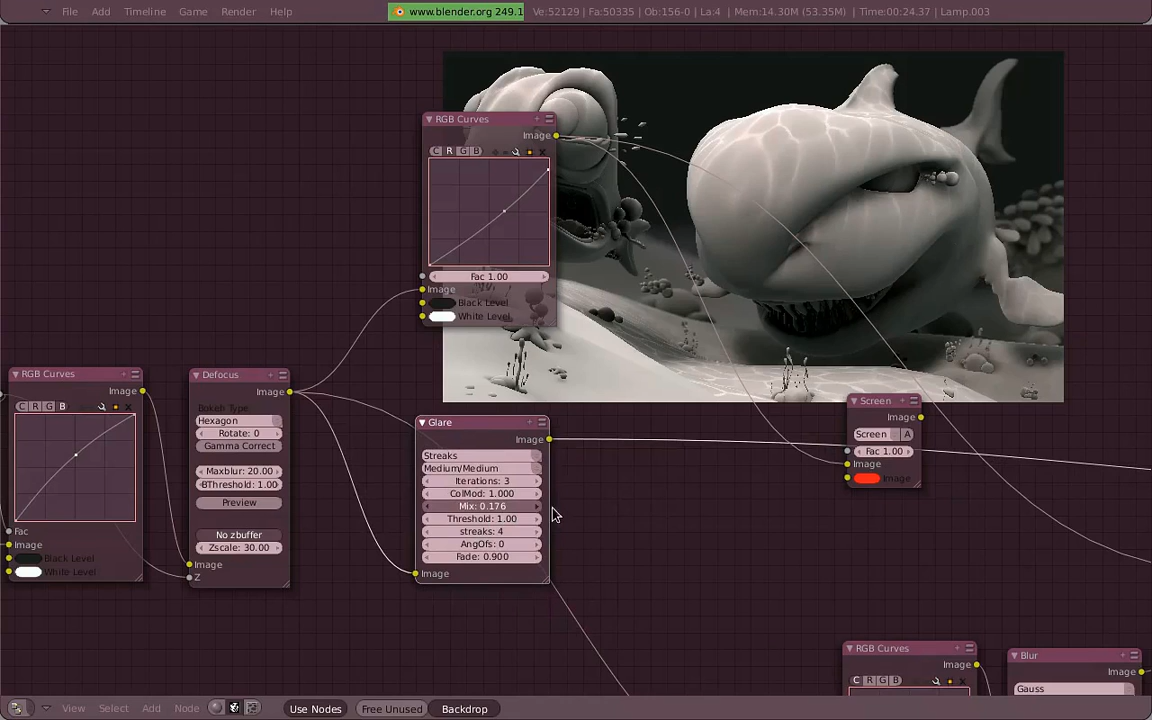 File Add Timeline Game Render Help
www.blender.org 249.1 Ve:52129 | Fa:50335 | Ob:156-0 | La:4 | Mem:14.30M (53.35M) | Time:00:24.37 | Lamp.003
RGB Curves
Image
C R G B
Fac 1.00
Image
Black Level
White Level
RGB Curves
Image
C R G B
Fac
Image
Black Level
White Level
Defocus
Image
Bokeh Type
Hexagon
Rotate: 0
Gamma Correct
Maxblur: 20.00
BThreshold: 1.00
Preview
No zbuffer
Zscale: 30.00
Image
Z
Glare
Image
Streaks
Medium/Medium
Iterations: 3
ColMod: 1.000
Mix: 0.176
Threshold: 1.00
streaks: 4
AngOfs: 0
Fade: 0.900
Image
Screen
Image
Screen A
Fac 1.00
Image
Image
RGB Curves
Image
C R G B
Blur
Image
Gauss
View Select Add Node Use Nodes Free Unused Backdrop